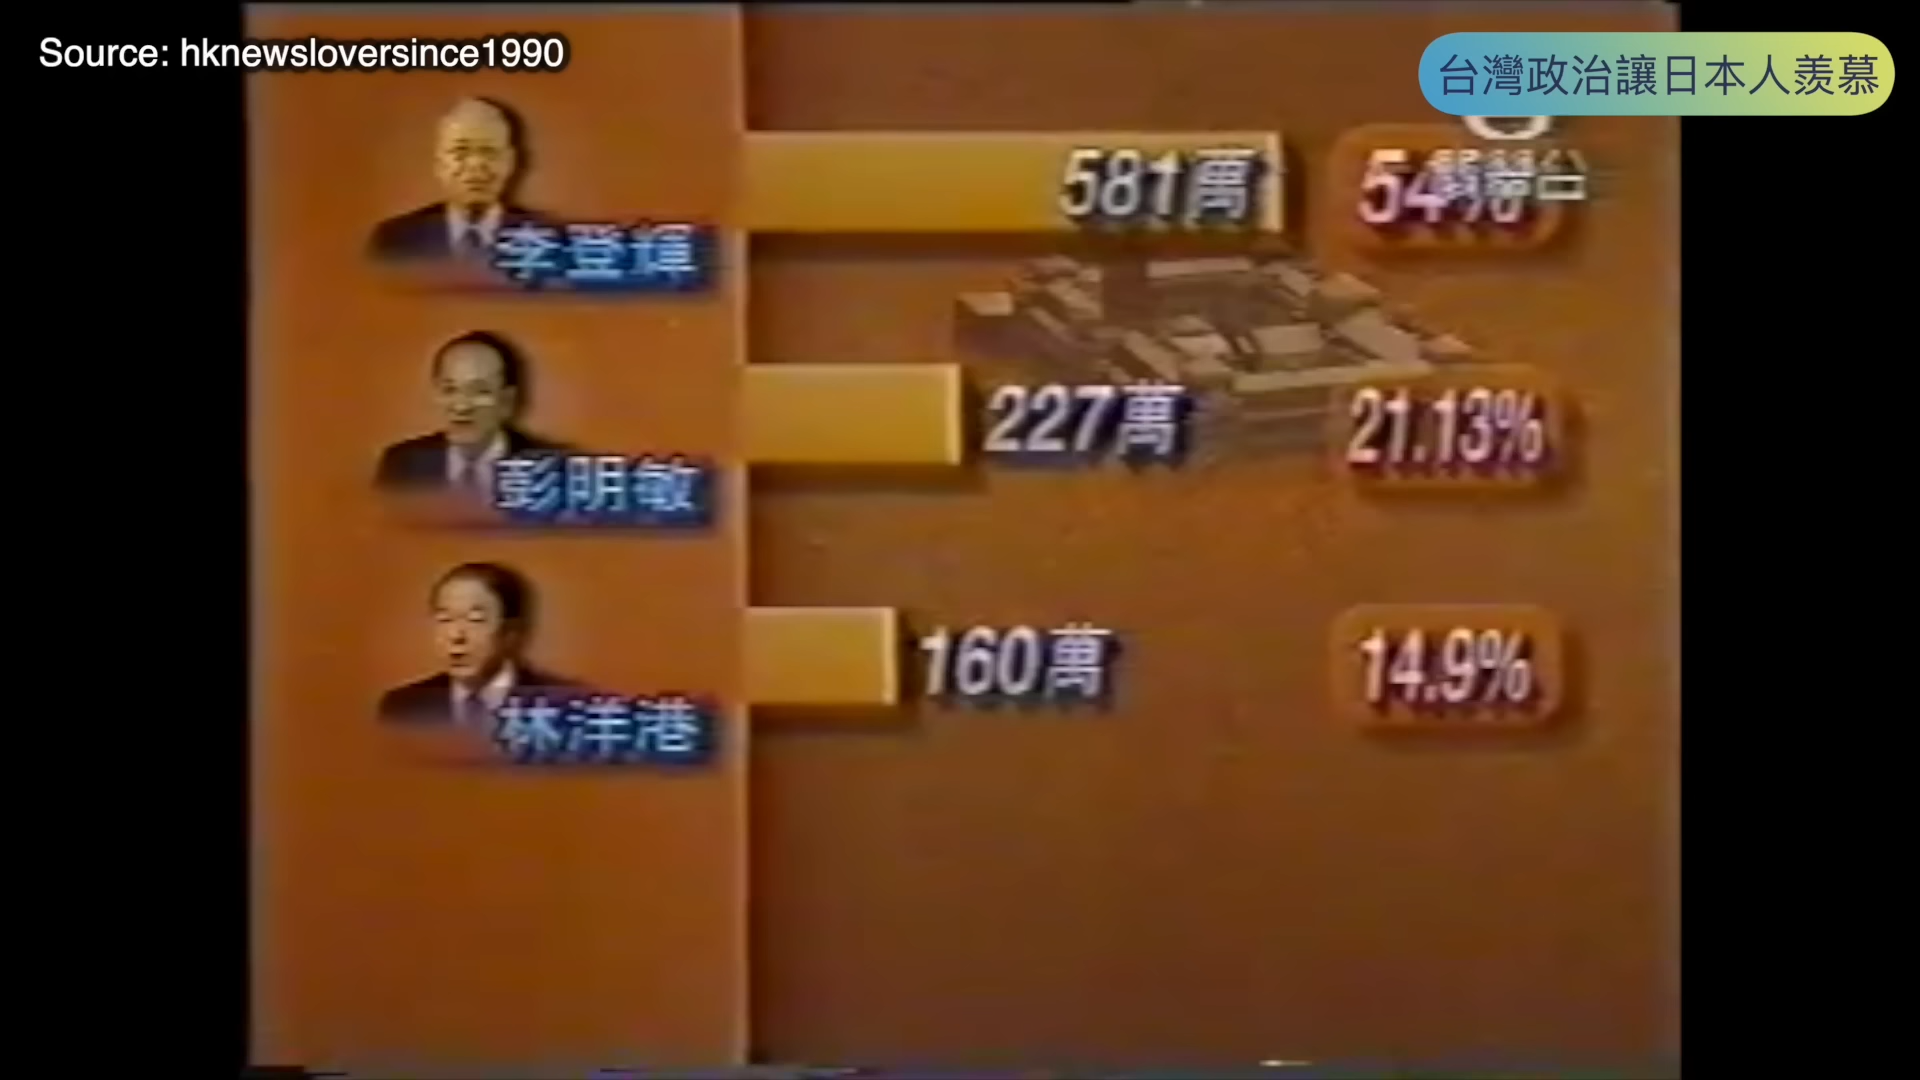 Source: hknewsloversince1990
台灣政治讓日本人羨慕
李登輝 581萬 54%
彭明敏 227萬 21.13%
林洋港 160萬 14.9%